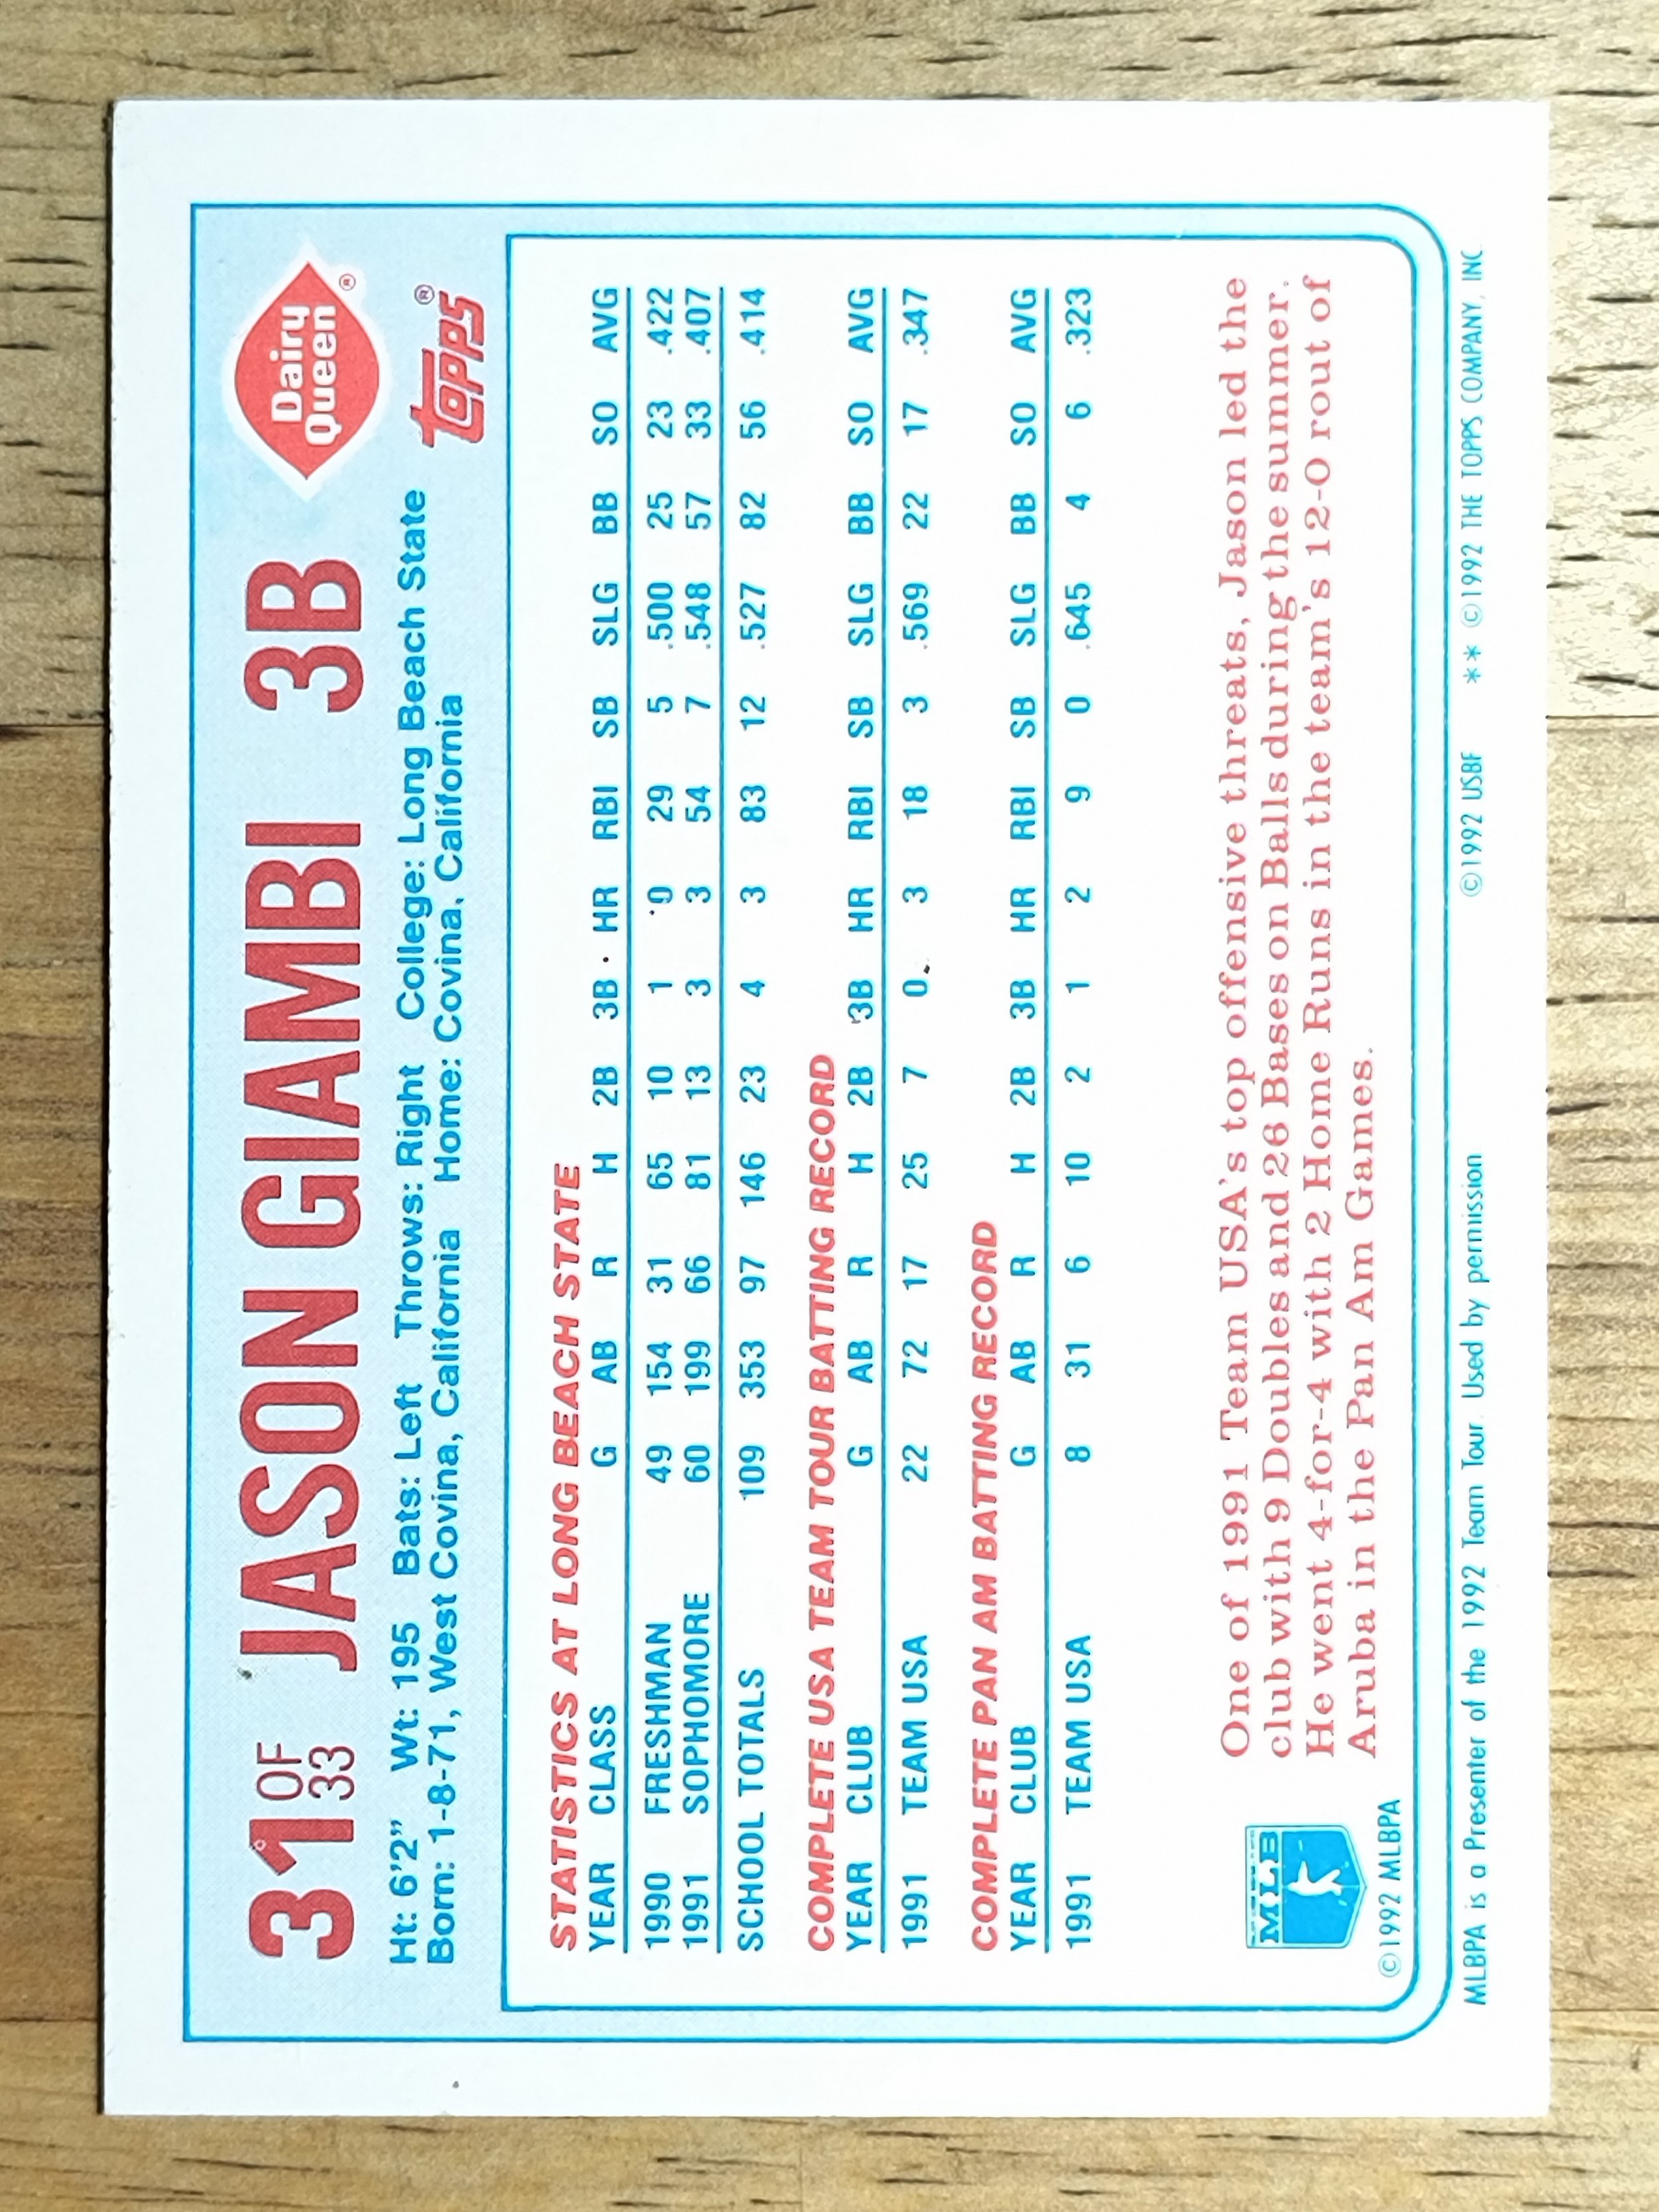 31 OF 33 JASON GIAMBI 3B
Dairy Queen ®
Topps ®
Ht: 6'2" Wt: 195 Bats: Left Throws: Right College: Long Beach State
Born: 1-8-71, West Covina, California Home: Covina, California
STATISTICS AT LONG BEACH STATE
YEAR CLASS G AB R H 2B 3B HR RBI SB SLG BB SO AVG
1990 FRESHMAN 49 154 31 65 10 1 0 29 5 .500 25 23 .422
1991 SOPHOMORE 60 199 66 81 13 3 3 54 7 .548 57 33 .407
SCHOOL TOTALS 109 353 97 146 23 4 3 83 12 .527 82 56 .414
COMPLETE USA TEAM TOUR BATTING RECORD
YEAR CLUB G AB R H 2B 3B HR RBI SB SLG BB SO AVG
1991 TEAM USA 22 72 17 25 7 0 3 18 3 .569 22 17 .347
COMPLETE PAN AM BATTING RECORD
YEAR CLUB G AB R H 2B 3B HR RBI SB SLG BB SO AVG
1991 TEAM USA 8 31 6 10 2 1 2 9 0 .645 4 6 .323
One of 1991 Team USA's top offensive threats, Jason led the
club with 9 Doubles and 26 Bases on Balls during the summer.
He went 4-for-4 with 2 Home Runs in the team's 12-0 rout of
Aruba in the Pan Am Games.
MLB
©1992 MLBPA
MLBPA is a Presenter of the 1992 Team Tour Used by permission ©1992 USBF ** ©1992 THE TOPPS COMPANY, INC